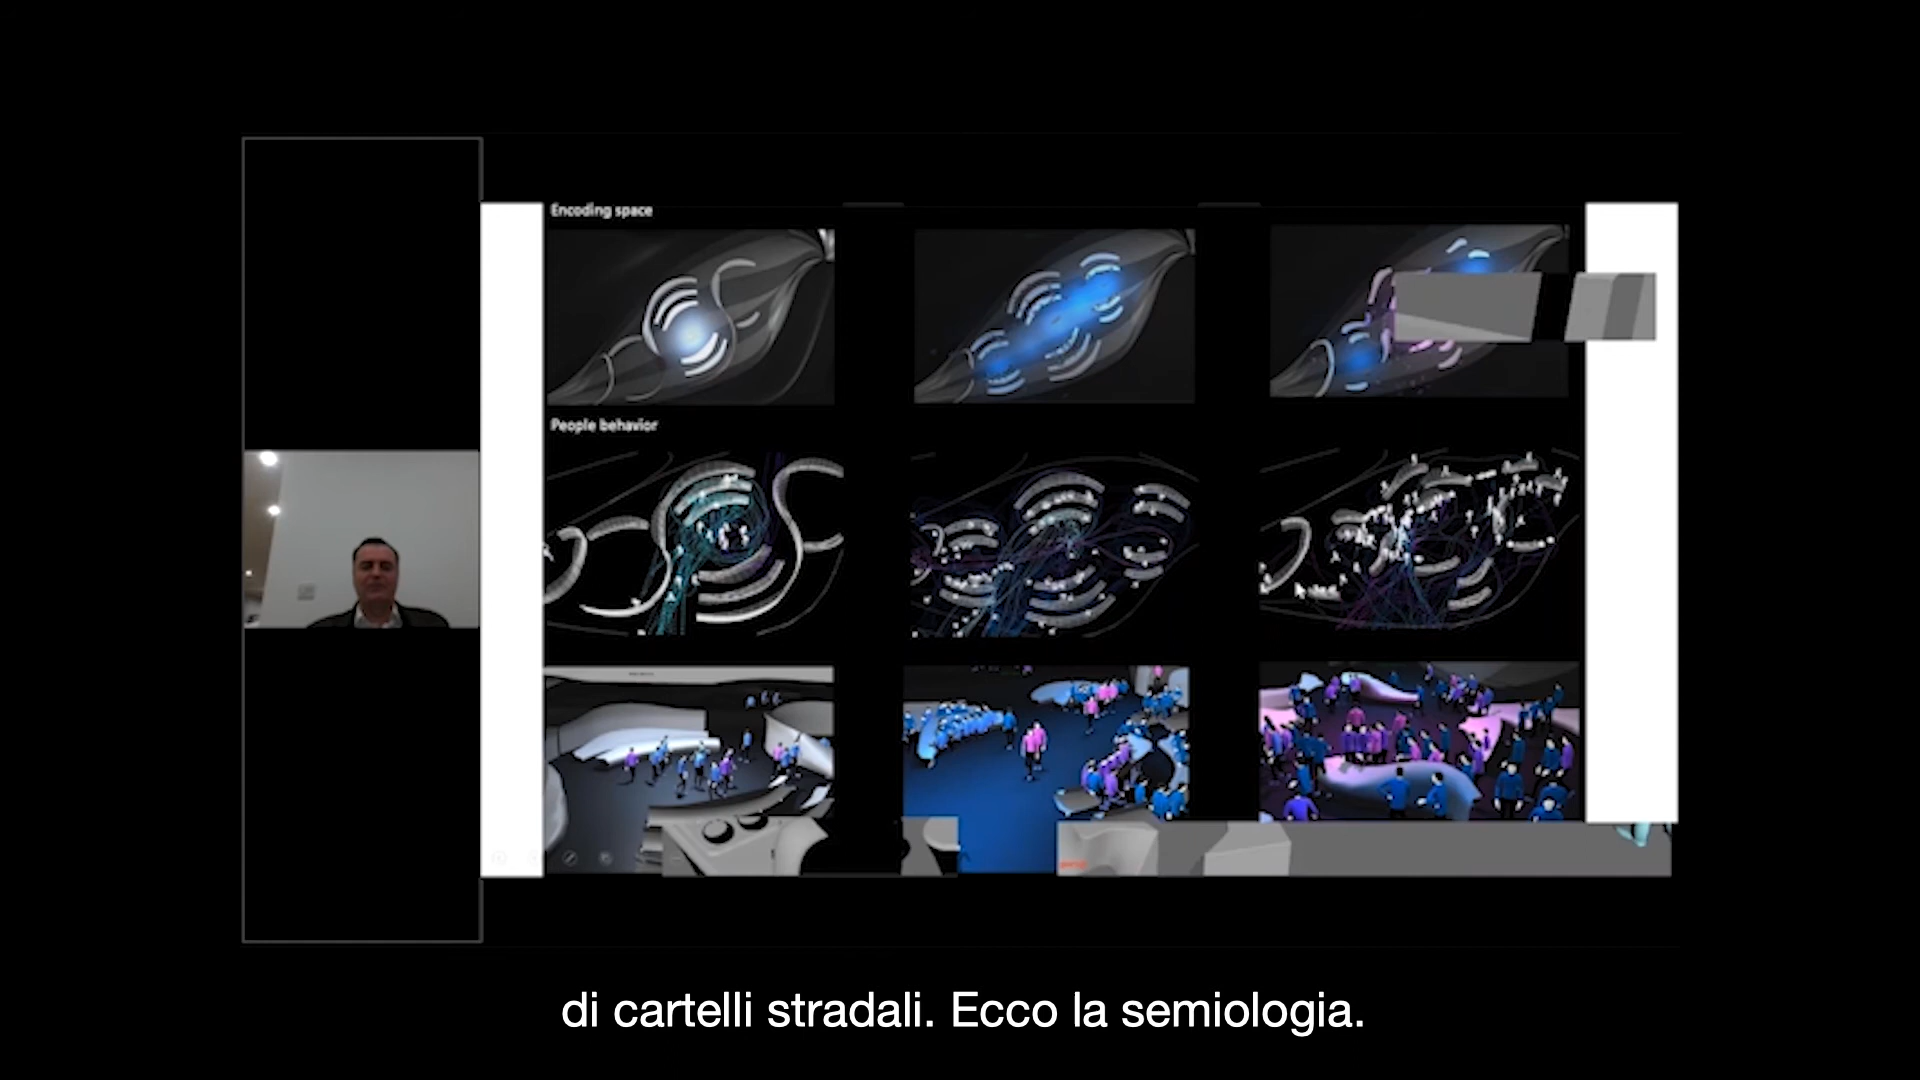 Encoding space
People behavior
di cartelli stradali. Ecco la semiologia.